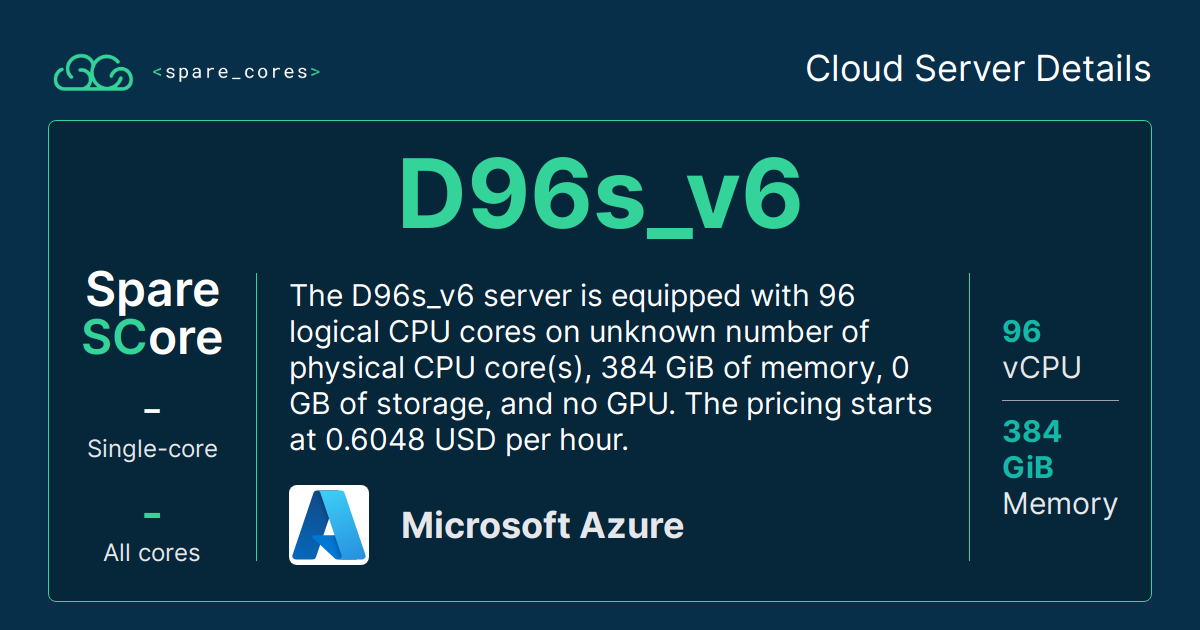 <spare_cores>
Cloud Server Details
D96s_v6
Spare
SCore
–
Single-core
–
All cores
The D96s_v6 server is equipped with 96
logical CPU cores on unknown number of
physical CPU core(s), 384 GiB of memory, 0
GB of storage, and no GPU. The pricing starts
at 0.6048 USD per hour.
Microsoft Azure
96
vCPU
384
GiB
Memory